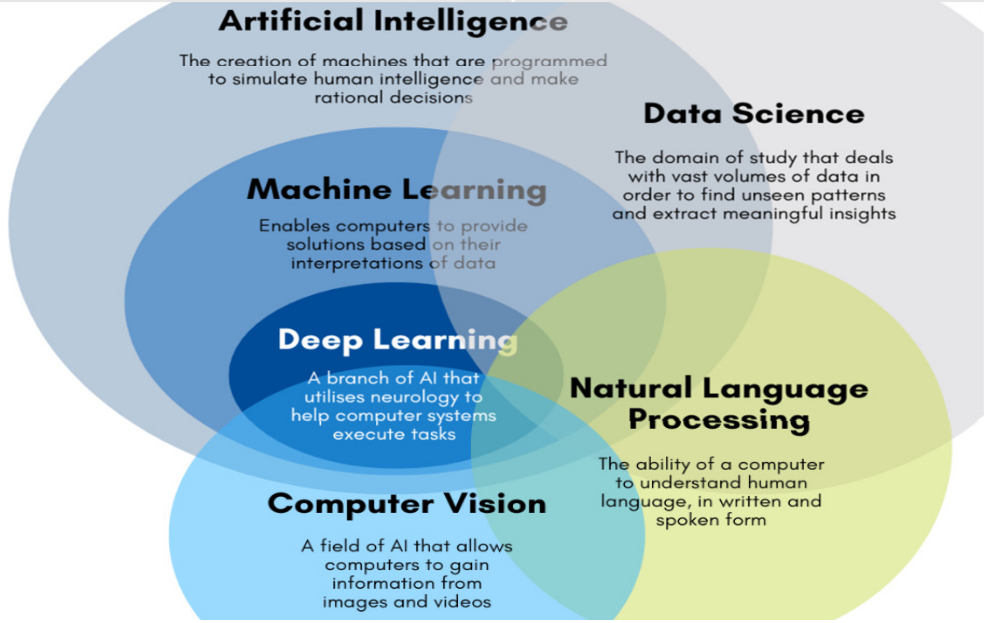 Artificial Intelligence
The creation of machines that are programmed
to simulate human intelligence and make
rational decisions
Data Science
The domain of study that deals
with vast volumes of data in
order to find unseen patterns
and extract meaningful insights
Machine Learning
Enables computers to provide
solutions based on their
interpretations of data
Deep Learning
A branch of AI that
utilises neurology to
help computer systems
execute tasks
Natural Language
Processing
The ability of a computer
to understand human
language, in written and
spoken form
Computer Vision
A field of AI that allows
computers to gain
information from
images and videos